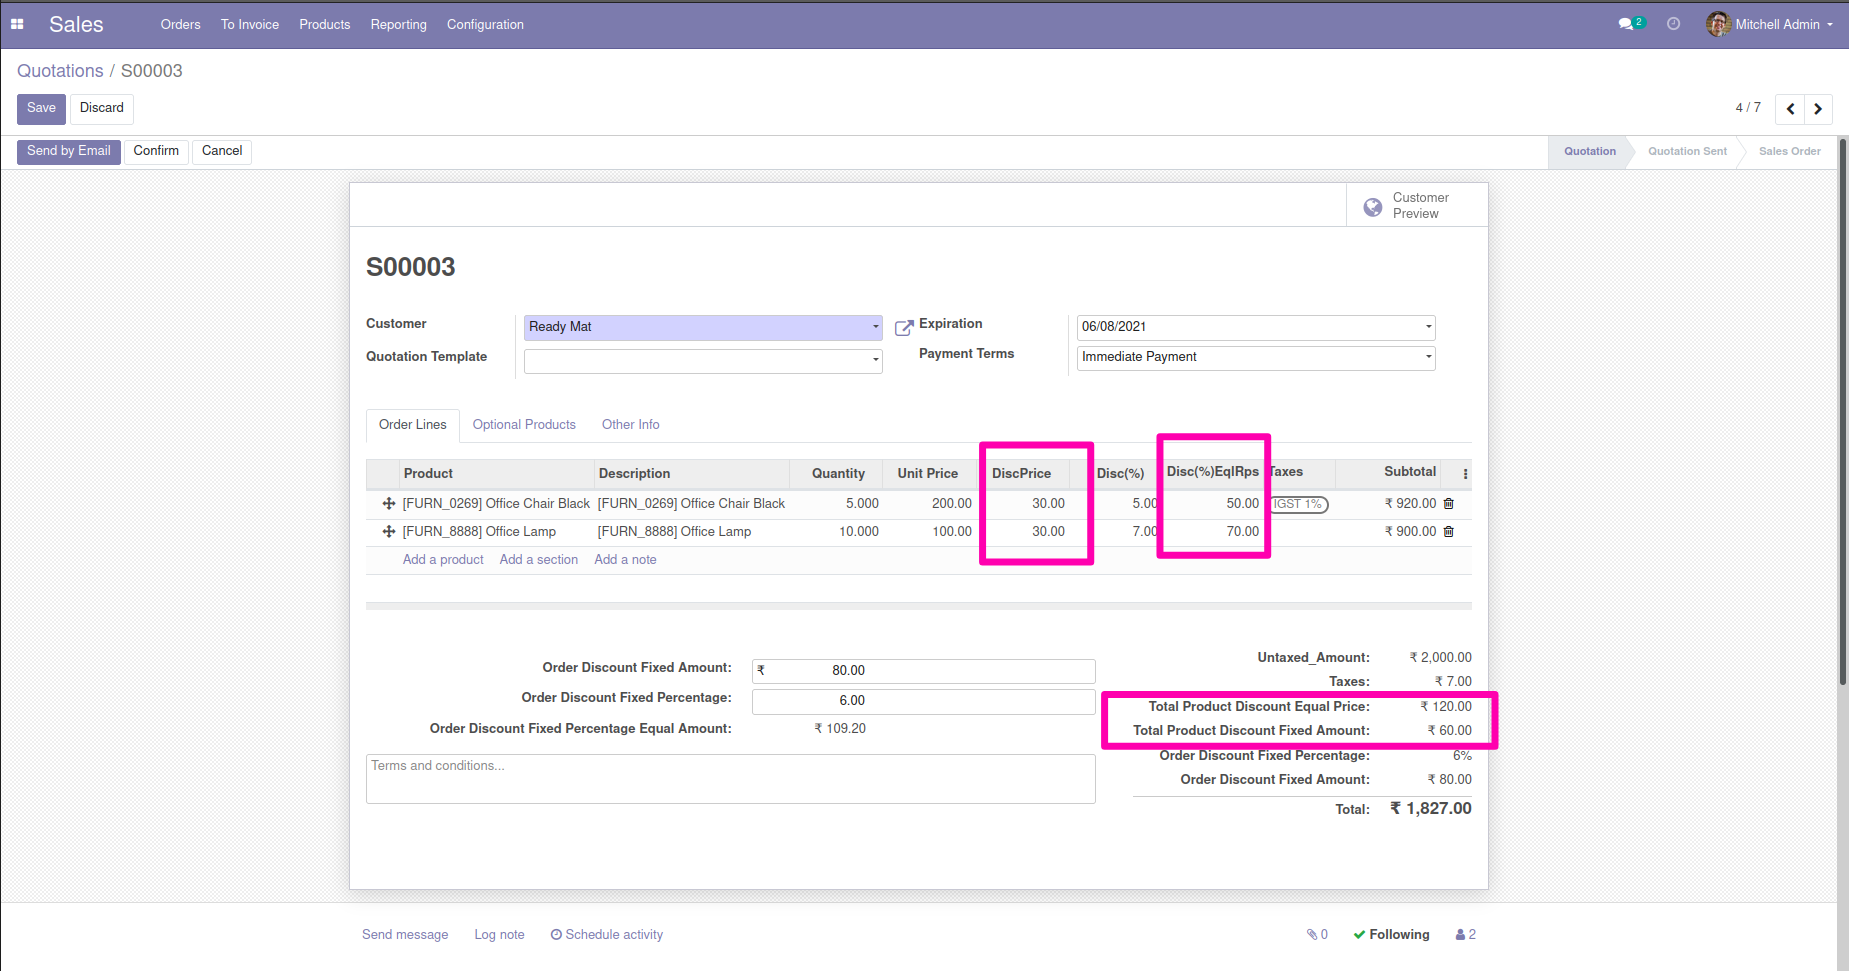 Sales Orders To Invoice Products Reporting Configuration 2 Mitchell Admin
Quotations / S00003
Save Discard 4 / 7
Send by Email Confirm Cancel Quotation Quotation Sent Sales Order
Customer
Preview
S00003
Customer Ready Mat Expiration 06/08/2021
Quotation Template Payment Terms Immediate Payment
Order Lines Optional Products Other Info
Product Description Quantity Unit Price DiscPrice Disc(%) Disc(%)EqlRps Taxes Subtotal
[FURN_0269] Office Chair Black [FURN_0269] Office Chair Black 5.000 200.00 30.00 5.00 50.00 IGST 1% ₹ 920.00
[FURN_8888] Office Lamp [FURN_8888] Office Lamp 10.000 100.00 30.00 7.00 70.00 ₹ 900.00
Add a product Add a section Add a note
Order Discount Fixed Amount: ₹ 80.00
Order Discount Fixed Percentage: 6.00
Order Discount Fixed Percentage Equal Amount: ₹ 109.20
Terms and conditions...
Untaxed_Amount: ₹ 2,000.00
Taxes: ₹ 7.00
Total Product Discount Equal Price: ₹ 120.00
Total Product Discount Fixed Amount: ₹ 60.00
Order Discount Fixed Percentage: 6%
Order Discount Fixed Amount: ₹ 80.00
Total: ₹ 1,827.00
Send message Log note Schedule activity 0 Following 2